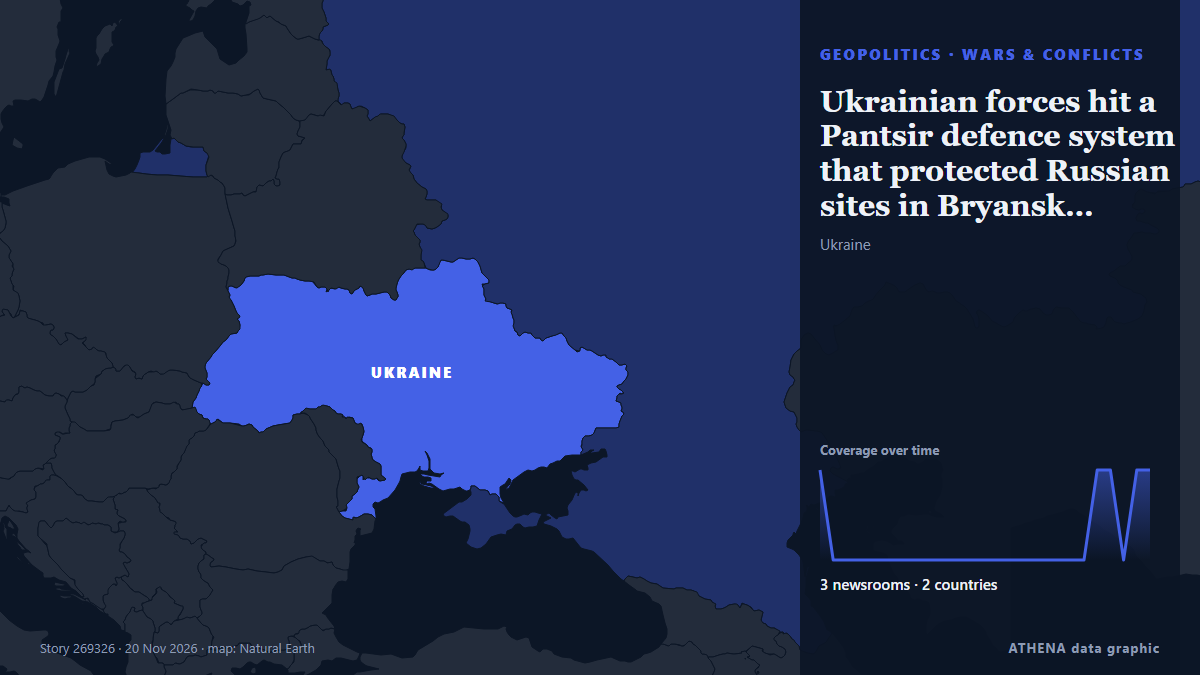 GEOPOLITICS · WARS & CONFLICTS
Ukrainian forces hit a
Pantsir defence system
that protected Russian
sites in Bryansk...
Ukraine
UKRAINE
Coverage over time
3 newsrooms · 2 countries
Story 269326 · 20 Nov 2026 · map: Natural Earth
ATHENA data graphic